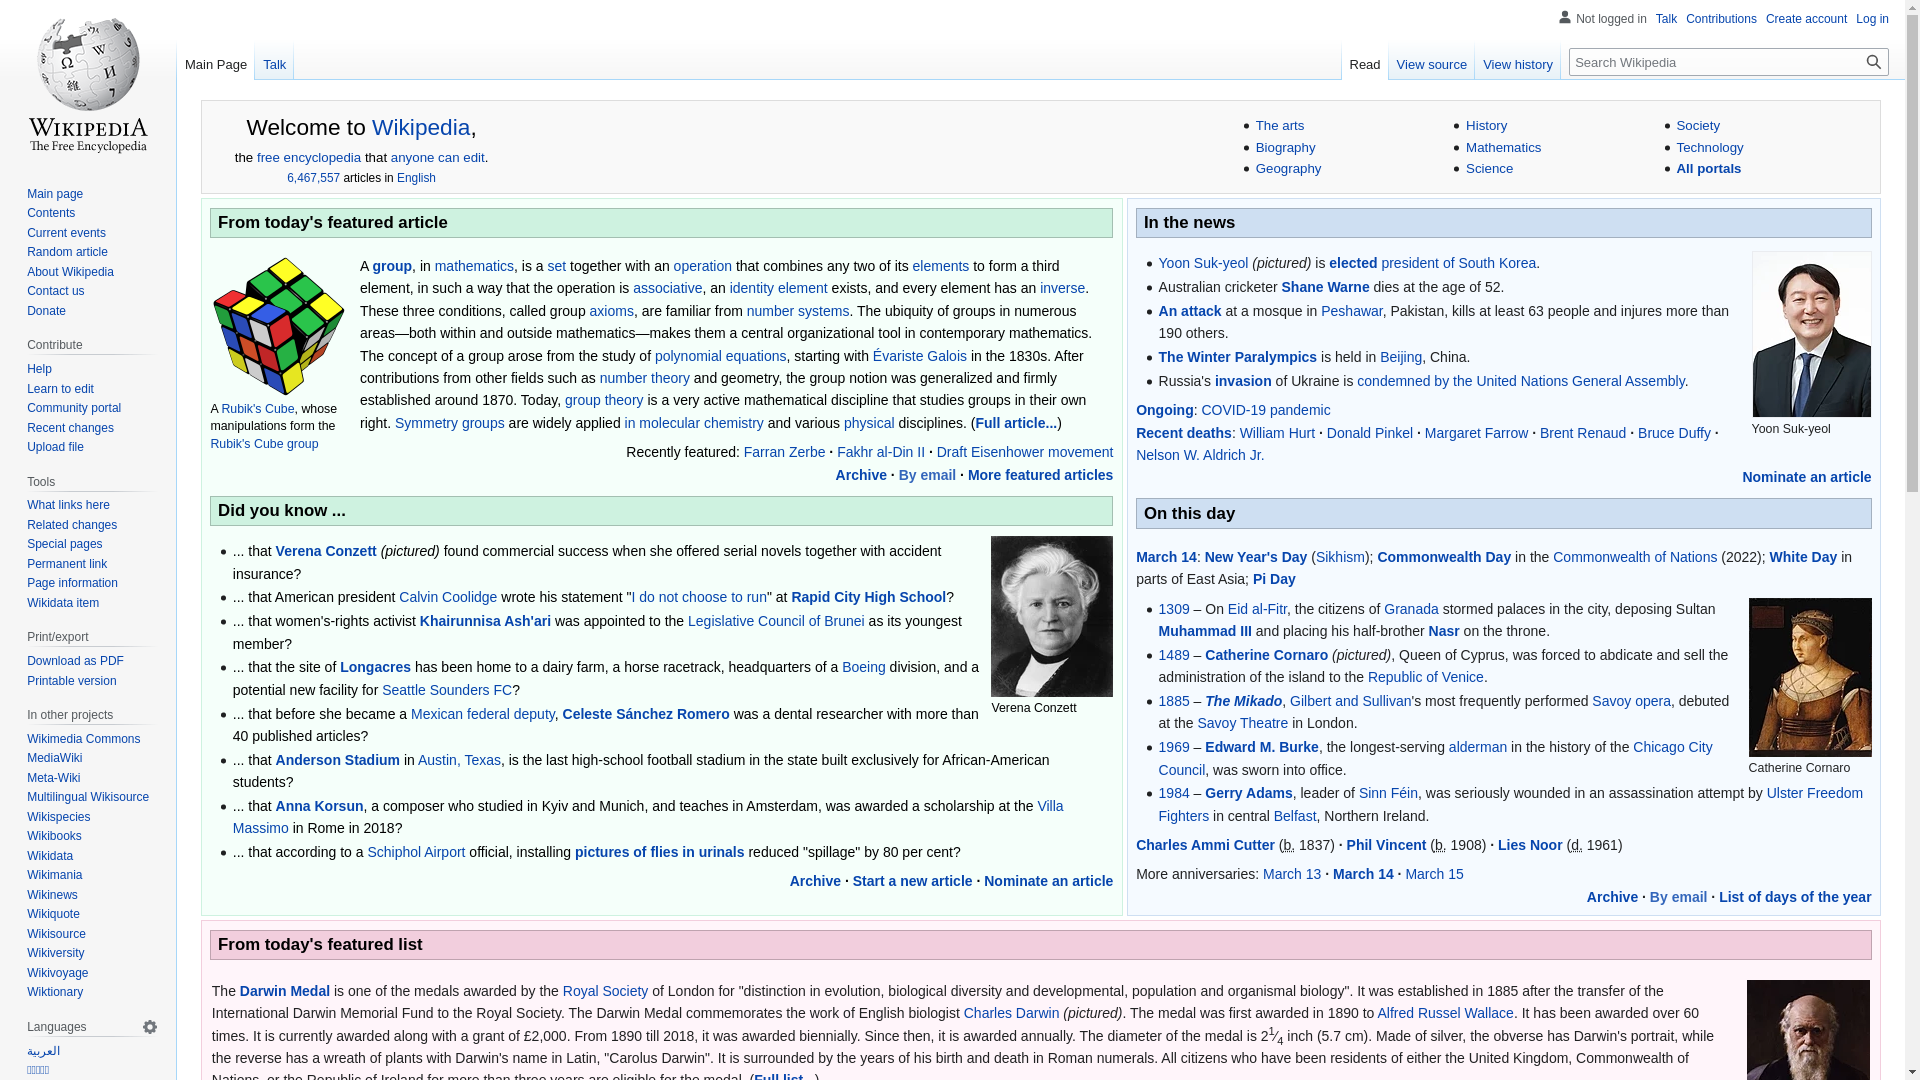 Not logged in Talk Contributions Create account Log in
Main Page Talk
Read View source View history Search Wikipedia
WIKIPEDIA
The Free Encyclopedia
Main page
Contents
Current events
Random article
About Wikipedia
Contact us
Donate
Contribute
Help
Learn to edit
Community portal
Recent changes
Upload file
Tools
What links here
Related changes
Special pages
Permanent link
Page information
Wikidata item
Print/export
Download as PDF
Printable version
In other projects
Wikimedia Commons
MediaWiki
Meta-Wiki
Multilingual Wikisource
Wikispecies
Wikibooks
Wikidata
Wikimania
Wikinews
Wikiquote
Wikisource
Wikiversity
Wikivoyage
Wiktionary
Languages
العربية
Welcome to Wikipedia,
the free encyclopedia that anyone can edit.
6,467,557 articles in English
The arts
Biography
Geography
History
Mathematics
Science
Society
Technology
All portals
From today's featured article
A group, in mathematics, is a set together with an operation that combines any two of its elements to form a third
element, in such a way that the operation is associative, an identity element exists, and every element has an inverse.
These three conditions, called group axioms, are familiar from number systems. The ubiquity of groups in numerous
areas—both within and outside mathematics—makes them a central organizational tool in contemporary mathematics.
The concept of a group arose from the study of polynomial equations, starting with Évariste Galois in the 1830s. After
contributions from other fields such as number theory and geometry, the group notion was generalized and firmly
established around 1870. Today, group theory is a very active mathematical discipline that studies groups in their own
right. Symmetry groups are widely applied in molecular chemistry and various physical disciplines. (Full article...)
A Rubik's Cube, whose
manipulations form the
Rubik's Cube group
Recently featured: Farran Zerbe · Fakhr al-Din II · Draft Eisenhower movement
Archive · By email · More featured articles
Did you know ...
... that Verena Conzett (pictured) found commercial success when she offered serial novels together with accident
insurance?
... that American president Calvin Coolidge wrote his statement "I do not choose to run" at Rapid City High School?
... that women's-rights activist Khairunnisa Ash'ari was appointed to the Legislative Council of Brunei as its youngest
member?
... that the site of Longacres has been home to a dairy farm, a horse racetrack, headquarters of a Boeing division, and a
potential new facility for Seattle Sounders FC?
... that before she became a Mexican federal deputy, Celeste Sánchez Romero was a dental researcher with more than
40 published articles?
... that Anderson Stadium in Austin, Texas, is the last high-school football stadium in the state built exclusively for African-American
students?
... that Anna Korsun, a composer who studied in Kyiv and Munich, and teaches in Amsterdam, was awarded a scholarship at the Villa
Massimo in Rome in 2018?
... that according to a Schiphol Airport official, installing pictures of flies in urinals reduced "spillage" by 80 per cent?
Verena Conzett
Archive · Start a new article · Nominate an article
In the news
Yoon Suk-yeol (pictured) is elected president of South Korea.
Australian cricketer Shane Warne dies at the age of 52.
An attack at a mosque in Peshawar, Pakistan, kills at least 63 people and injures more than
190 others.
The Winter Paralympics is held in Beijing, China.
Russia's invasion of Ukraine is condemned by the United Nations General Assembly.
Yoon Suk-yeol
Ongoing: COVID-19 pandemic
Recent deaths: William Hurt · Donald Pinkel · Margaret Farrow · Brent Renaud · Bruce Duffy ·
Nelson W. Aldrich Jr.
Nominate an article
On this day
March 14: New Year's Day (Sikhism); Commonwealth Day in the Commonwealth of Nations (2022); White Day in
parts of East Asia; Pi Day
1309 – On Eid al-Fitr, the citizens of Granada stormed palaces in the city, deposing Sultan
Muhammad III and placing his half-brother Nasr on the throne.
1489 – Catherine Cornaro (pictured), Queen of Cyprus, was forced to abdicate and sell the
administration of the island to the Republic of Venice.
1885 – The Mikado, Gilbert and Sullivan's most frequently performed Savoy opera, debuted
at the Savoy Theatre in London.
1969 – Edward M. Burke, the longest-serving alderman in the history of the Chicago City
Council, was sworn into office.
Catherine Cornaro
1984 – Gerry Adams, leader of Sinn Féin, was seriously wounded in an assassination attempt by Ulster Freedom
Fighters in central Belfast, Northern Ireland.
Charles Ammi Cutter (b. 1837) · Phil Vincent (b. 1908) · Lies Noor (d. 1961)
More anniversaries: March 13 · March 14 · March 15
Archive · By email · List of days of the year
From today's featured list
The Darwin Medal is one of the medals awarded by the Royal Society of London for "distinction in evolution, biological diversity and developmental, population and organismal biology". It was established in 1885 after the transfer of the
International Darwin Memorial Fund to the Royal Society. The Darwin Medal commemorates the work of English biologist Charles Darwin (pictured). The medal was first awarded in 1890 to Alfred Russel Wallace. It has been awarded over 60
times. It is currently awarded along with a grant of £2,000. From 1890 till 2018, it was awarded biennially. Since then, it is awarded annually. The diameter of the medal is 2 1⁄4 inch (5.7 cm). Made of silver, the obverse has Darwin's portrait, while
the reverse has a wreath of plants with Darwin's name in Latin, "Carolus Darwin". It is surrounded by the years of his birth and death in Roman numerals. All citizens who have been residents of either the United Kingdom, Commonwealth of
Nations, or the Republic of Ireland for more than three years are eligible for the medal. (Full list...)